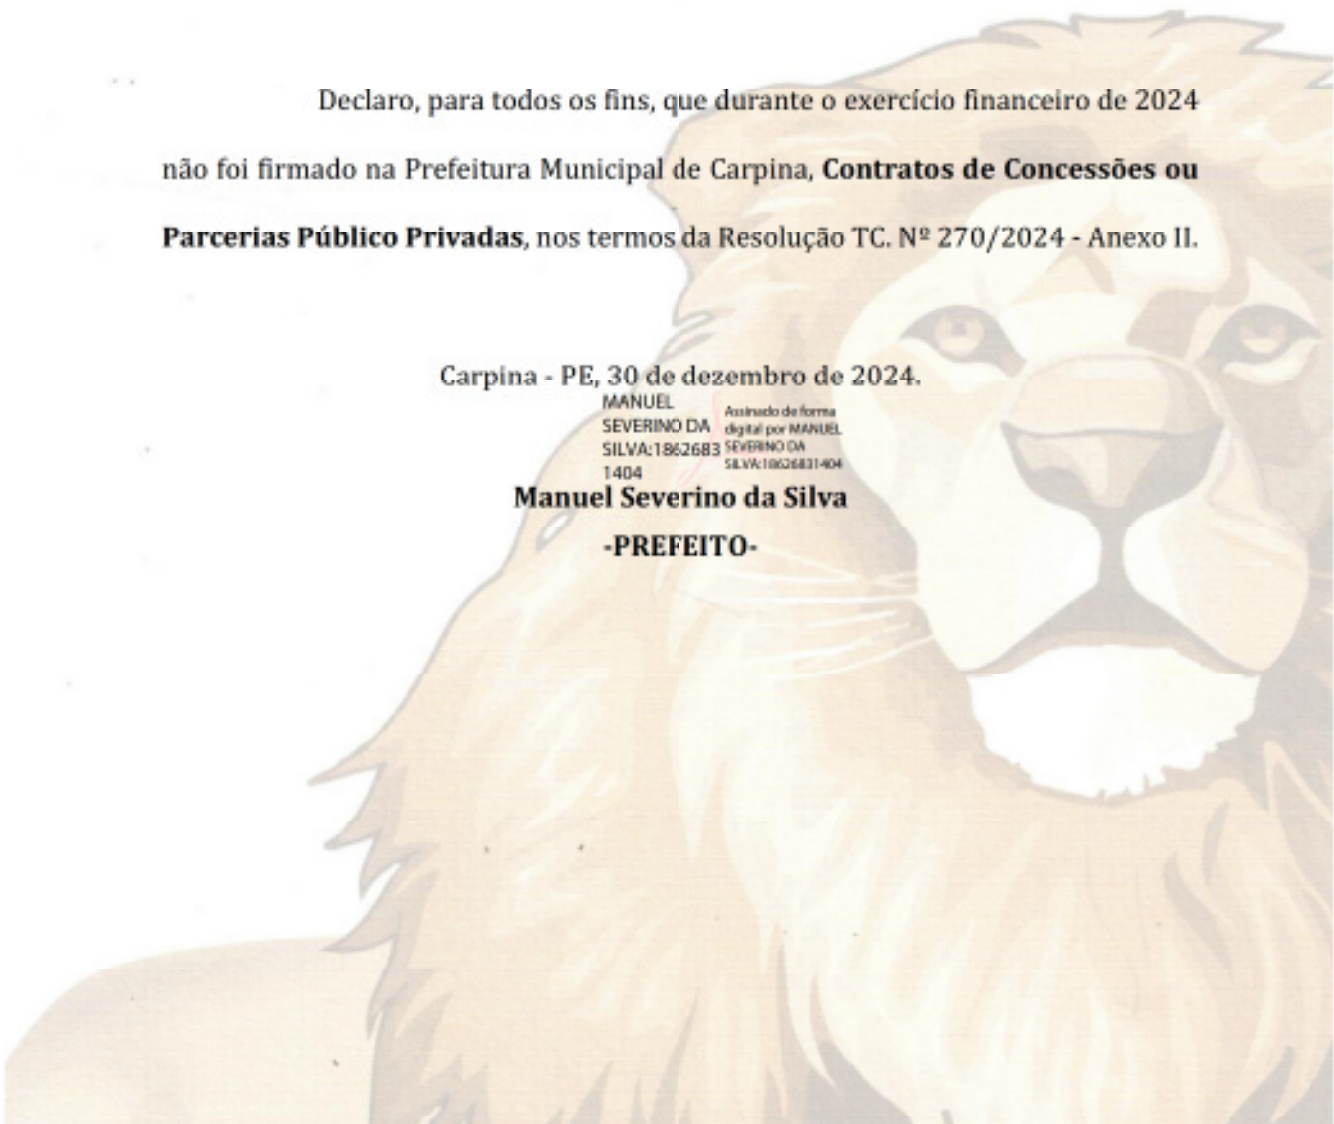 Declaro, para todos os fins, que durante o exercício financeiro de 2024
não foi firmado na Prefeitura Municipal de Carpina, Contratos de Concessões ou
Parcerias Público Privadas, nos termos da Resolução TC. Nº 270/2024 - Anexo II.
Carpina - PE, 30 de dezembro de 2024.
MANUEL
SEVERINO DA
SILVA:1862683
1404
Assinado de forma
digital por MANUEL
SEVERINO DA
SILVA:18626831404
Manuel Severino da Silva
-PREFEITO-